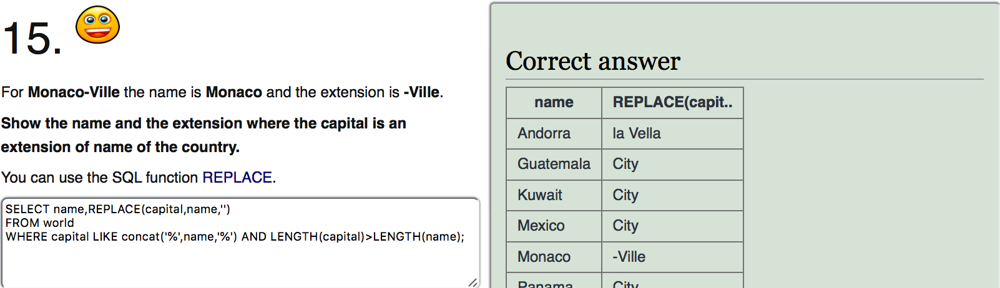 15.
For Monaco-Ville the name is Monaco and the extension is -Ville.
Show the name and the extension where the capital is an
extension of name of the country.
You can use the SQL function REPLACE.
SELECT name,REPLACE(capital,name,'')
FROM world
WHERE capital LIKE concat('%',name,'%') AND LENGTH(capital)>LENGTH(name);
Correct answer
name REPLACE(capit..
Andorra la Vella
Guatemala City
Kuwait City
Mexico City
Monaco -Ville
Panama City